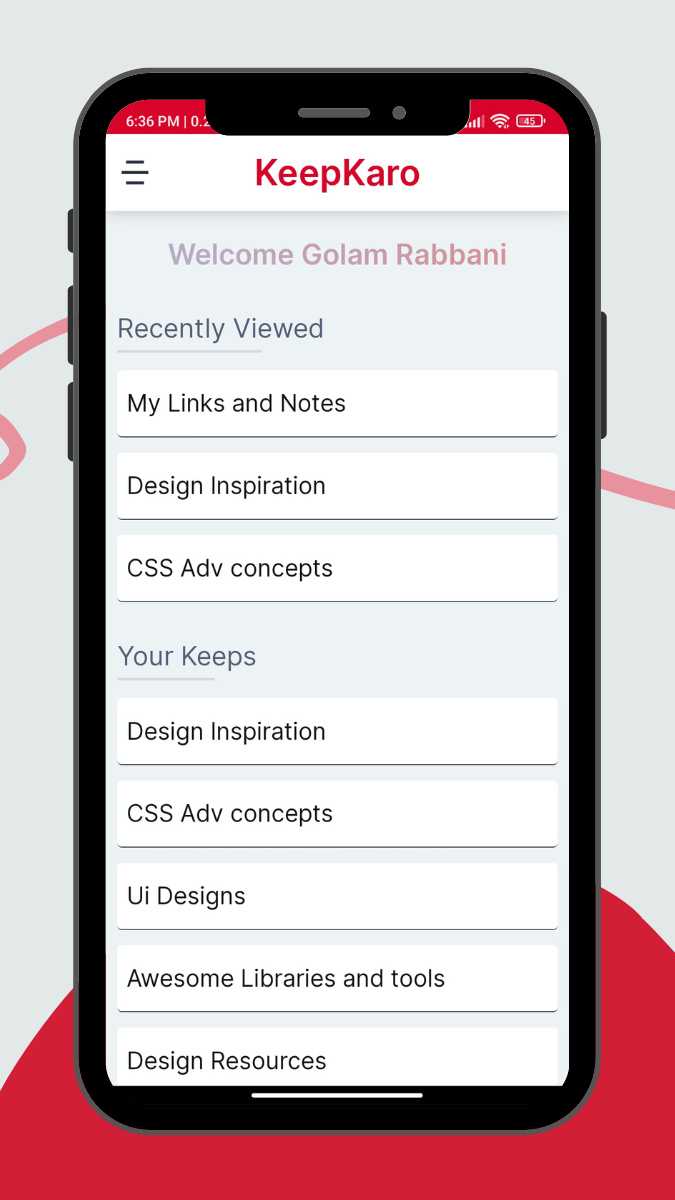 6:36 PM | 0.2
45
KeepKaro
Welcome Golam Rabbani
Recently Viewed
My Links and Notes
Design Inspiration
CSS Adv concepts
Your Keeps
Design Inspiration
CSS Adv concepts
Ui Designs
Awesome Libraries and tools
Design Resources